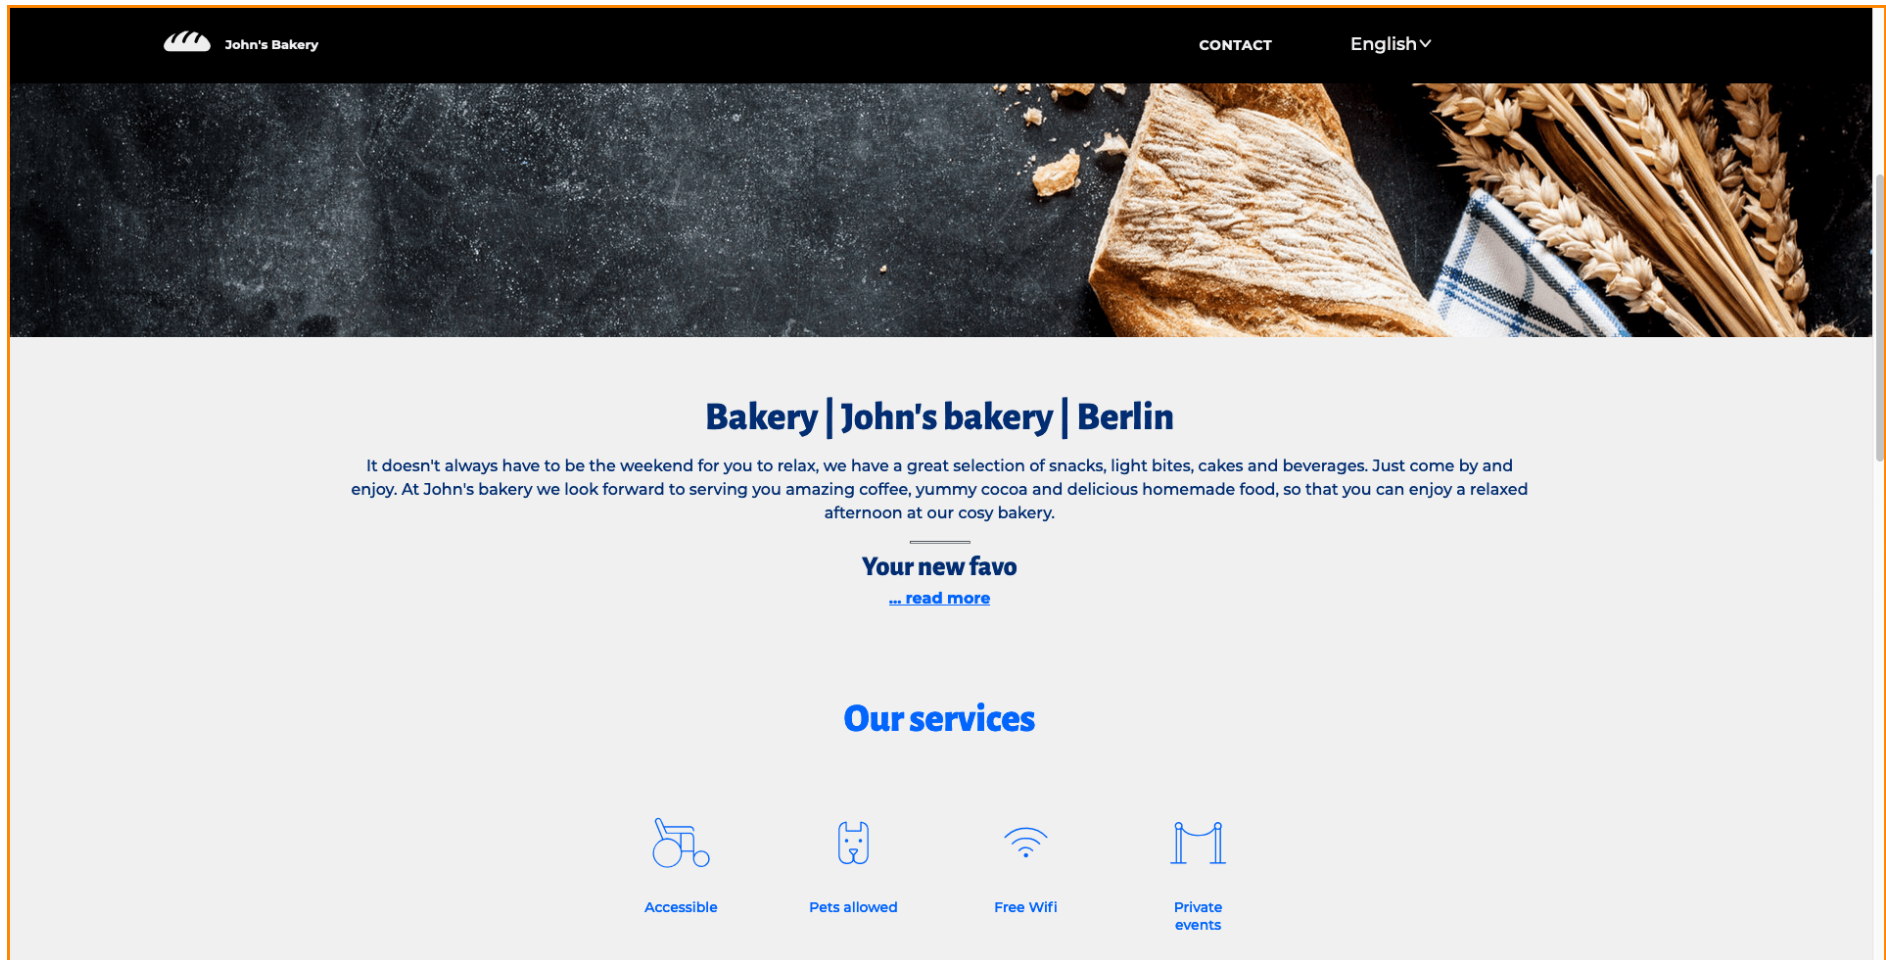 John's Bakery
CONTACT
English
Bakery | John's bakery | Berlin
It doesn't always have to be the weekend for you to relax, we have a great selection of snacks, light bites, cakes and beverages. Just come by and
enjoy. At John's bakery we look forward to serving you amazing coffee, yummy cocoa and delicious homemade food, so that you can enjoy a relaxed
afternoon at our cosy bakery.
Your new favo
... read more
Our services
Accessible
Pets allowed
Free Wifi
Private
events